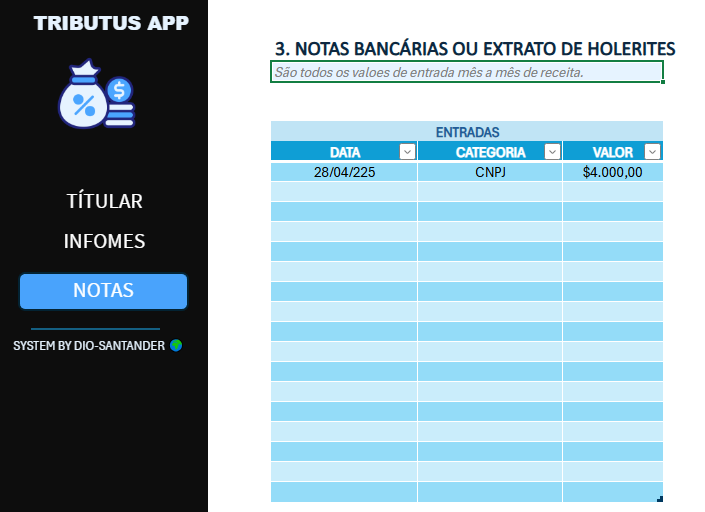 TRIBUTUS APP
TÍTULAR
INFOMES
NOTAS
SYSTEM BY DIO-SANTANDER
3. NOTAS BANCÁRIAS OU EXTRATO DE HOLERITES
São todos os valoes de entrada mês a mês de receita.
ENTRADAS
DATA CATEGORIA VALOR
28/04/225 CNPJ $4.000,00